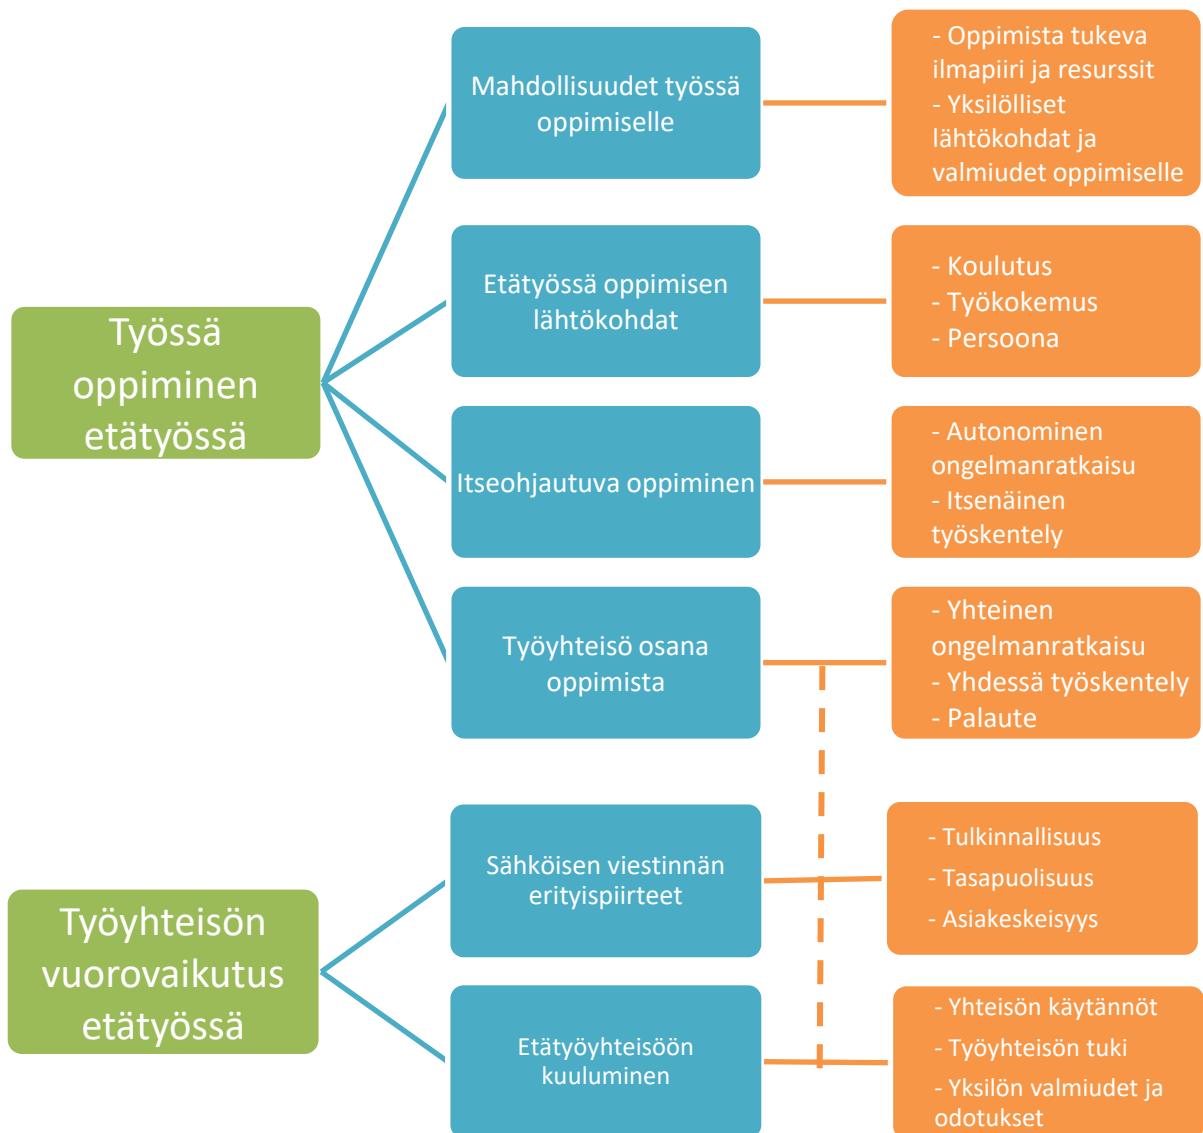 Työssä
oppiminen
etätyössä
Mahdollisuudet työssä
oppimiselle
- Oppimista tukeva
ilmapiiri ja resurssit
- Yksilölliset
lähtökohdat ja
valmiudet oppimiselle
Etätyössä oppimisen
lähtökohdat
- Koulutus
- Työkokemus
- Persoona
Itseohjautuva oppiminen
- Autonominen
ongelmanratkaisu
- Itsenäinen
työskentely
Työyhteisö osana
oppimista
- Yhteinen
ongelmanratkaisu
- Yhdessä työskentely
- Palaute
Työyhteisön
vuorovaikutus
etätyössä
Sähköisen viestinnän
erityispiirteet
- Tulkinnallisuus
- Tasapuolisuus
- Asiakeskeisyys
Etätyöyhteisöön
kuuluminen
- Yhteisön käytännöt
- Työyhteisön tuki
- Yksilön valmiudet ja
odotukset